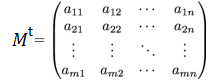 M^t = ( a₁₁ a₁₂ ⋯ a₁ₙ
a₂₁ a₂₂ ⋯ a₂ₙ
⋮ ⋮ ⋱ ⋮
aₘ₁ aₘ₂ ⋯ aₘₙ )